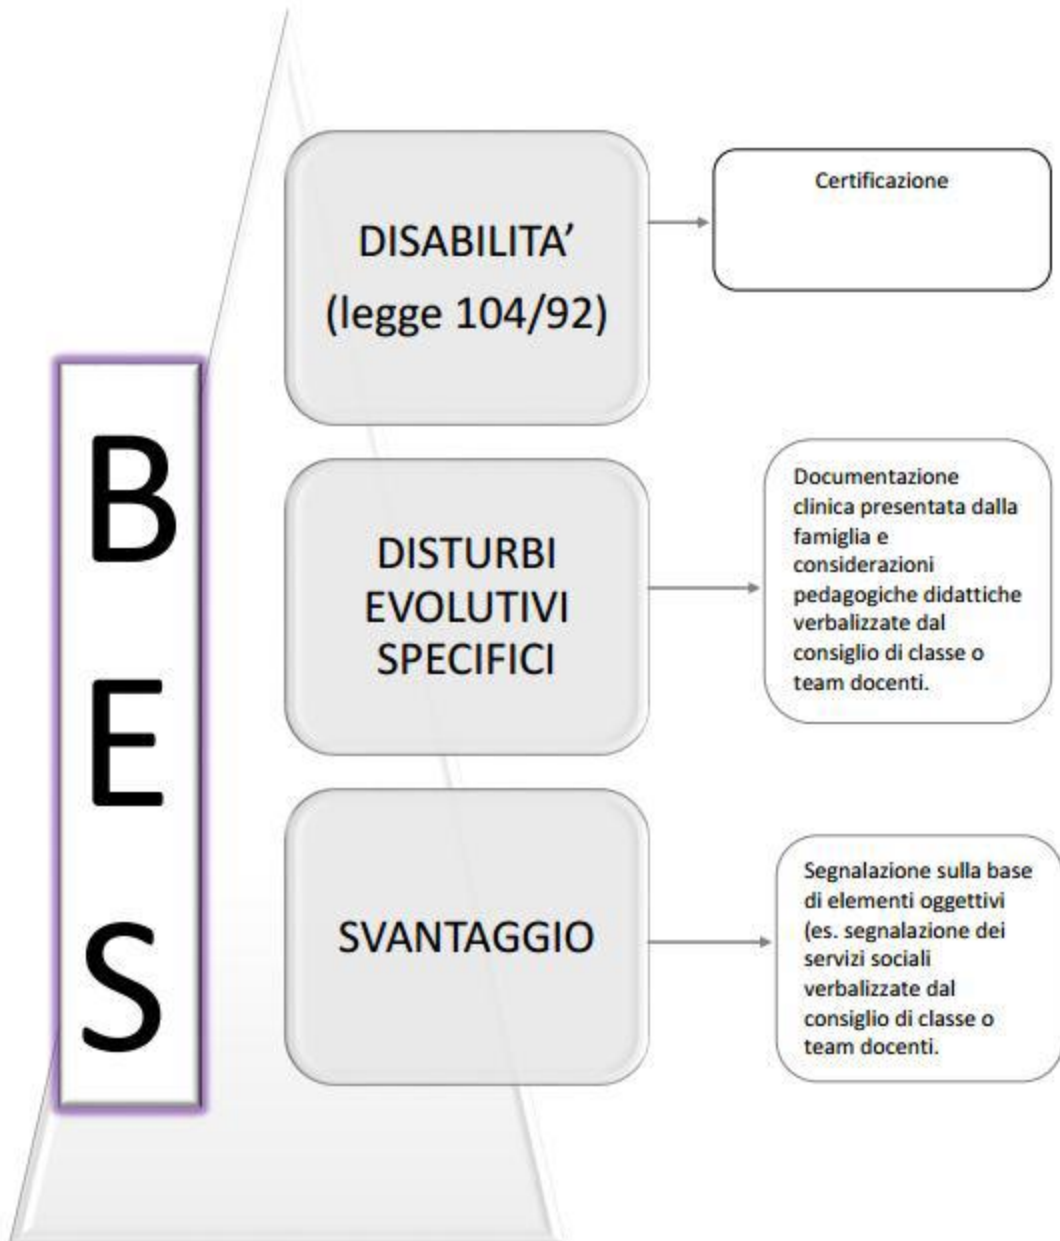 B
E
S
DISABILITA’
(legge 104/92)
Certificazione
DISTURBI
EVOLUTIVI
SPECIFICI
Documentazione
clinica presentata dalla
famiglia e
considerazioni
pedagogiche didattiche
verbalizzate dal
consiglio di classe o
team docenti.
SVANTAGGIO
Segnalazione sulla base
di elementi oggettivi
(es. segnalazione dei
servizi sociali
verbalizzate dal
consiglio di classe o
team docenti.